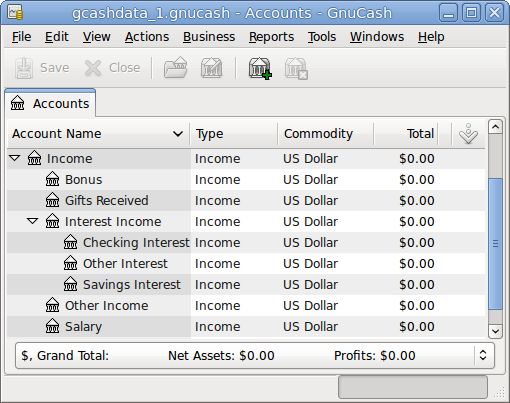 gcashdata_1.gnucash - Accounts - GnuCash
File Edit View Actions Business Reports Tools Windows Help
Save Close
Accounts
Account Name Type Commodity Total
Income Income US Dollar $0.00
Bonus Income US Dollar $0.00
Gifts Received Income US Dollar $0.00
Interest Income Income US Dollar $0.00
Checking Interest Income US Dollar $0.00
Other Interest Income US Dollar $0.00
Savings Interest Income US Dollar $0.00
Other Income Income US Dollar $0.00
Salary Income US Dollar $0.00
$, Grand Total: Net Assets: $0.00 Profits: $0.00